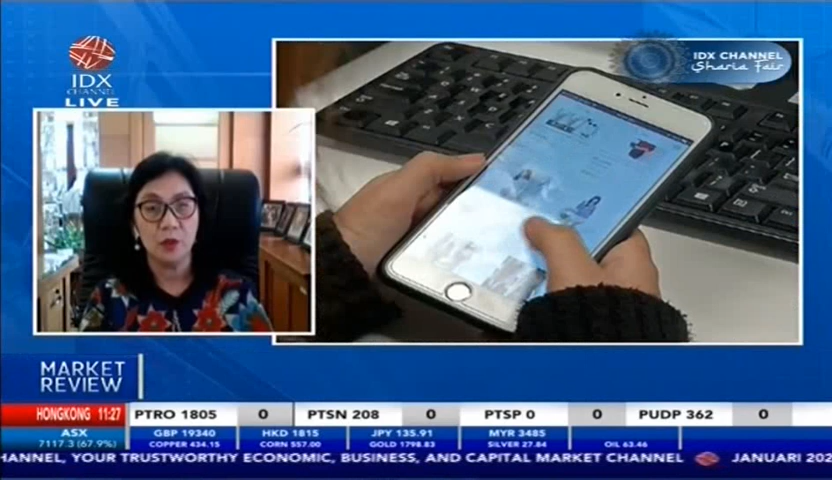 IDX
CHANNEL
LIVE
IDX CHANNEL
Sharia Fair
MARKET
REVIEW
HONGKONG 11:27
PTRO 1805 0 PTSN 208 0 PTSP 0 0 PUDP 362 0
ASX
7117.3 (67.9%)
GBP 19340 HKD 1815 JPY 135.91 MYR 3485
COPPER 434.15 CORN 557.00 GOLD 1798.83 SILVER 27.84 OIL 63.46
HANNEL, YOUR TRUSTWORTHY ECONOMIC, BUSINESS, AND CAPITAL MARKET CHANNEL JANUARI 202